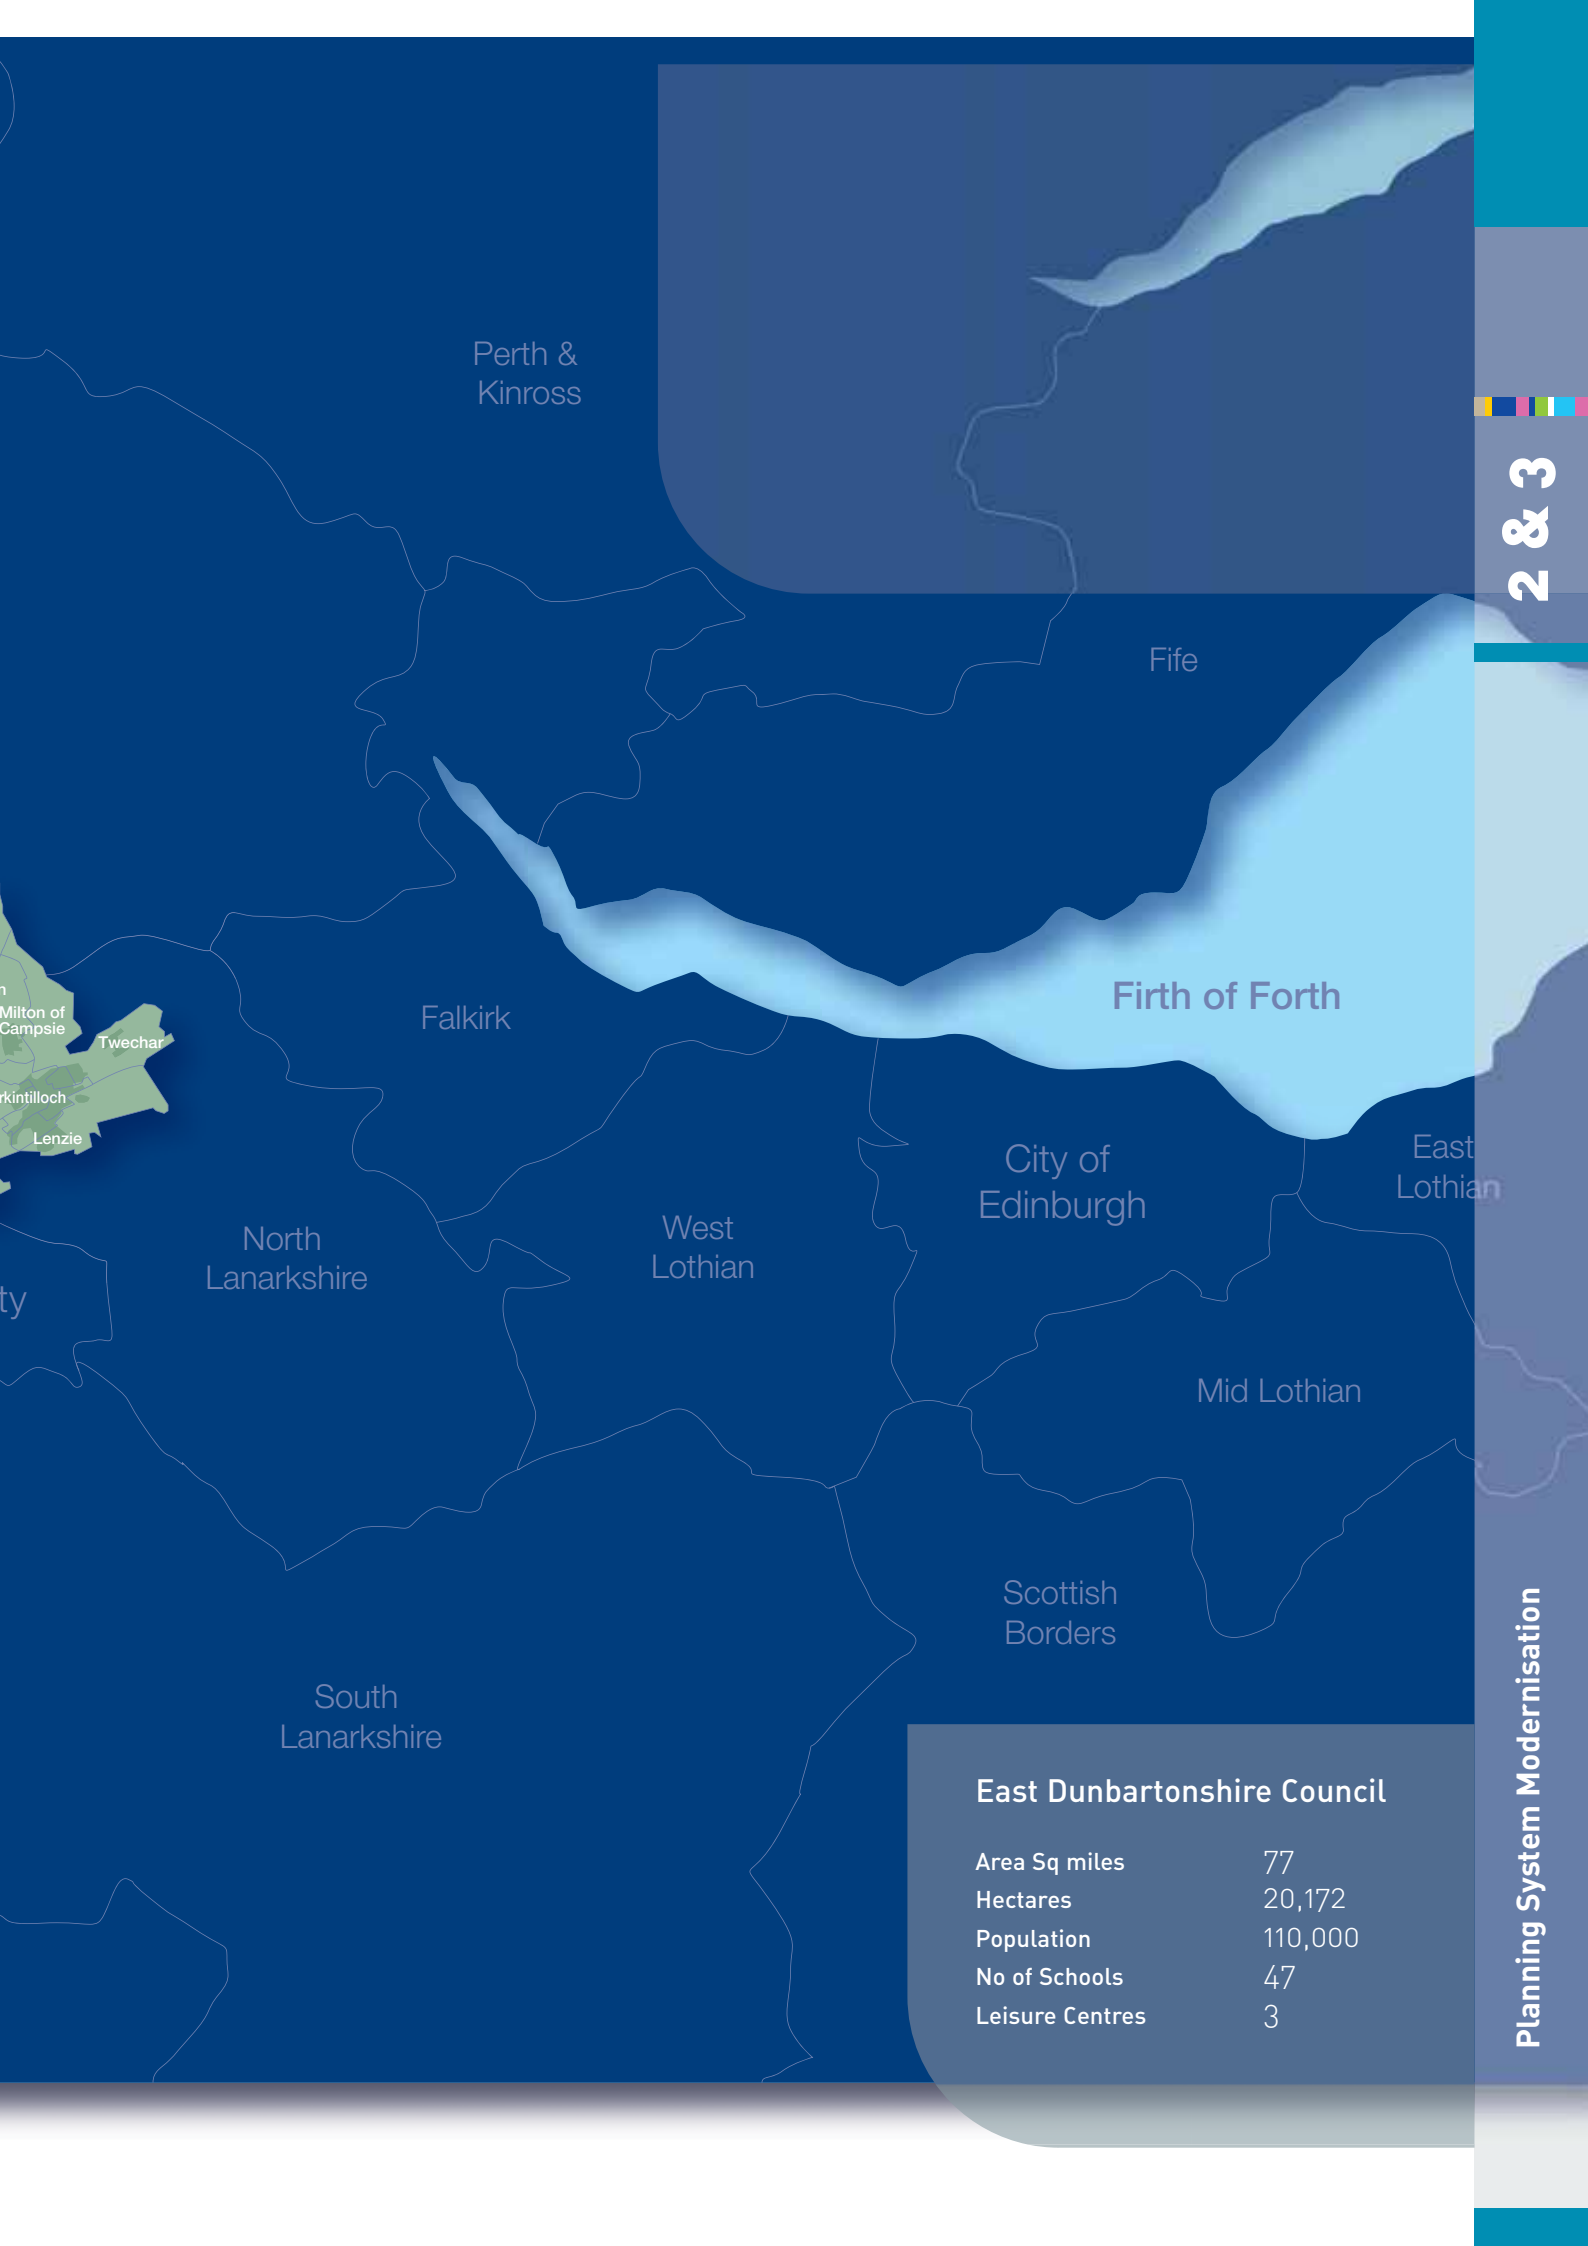 Perth &
Kinross
Fife
Firth of Forth
Falkirk
Milton of
Campsie
Twechar
rkintilloch
Lenzie
City of
Edinburgh
East
Lothian
West
Lothian
North
Lanarkshire
ty
Mid Lothian
Scottish
Borders
South
Lanarkshire
East Dunbartonshire Council
Area Sq miles 77
Hectares 20,172
Population 110,000
No of Schools 47
Leisure Centres 3
2 & 3
Planning System Modernisation